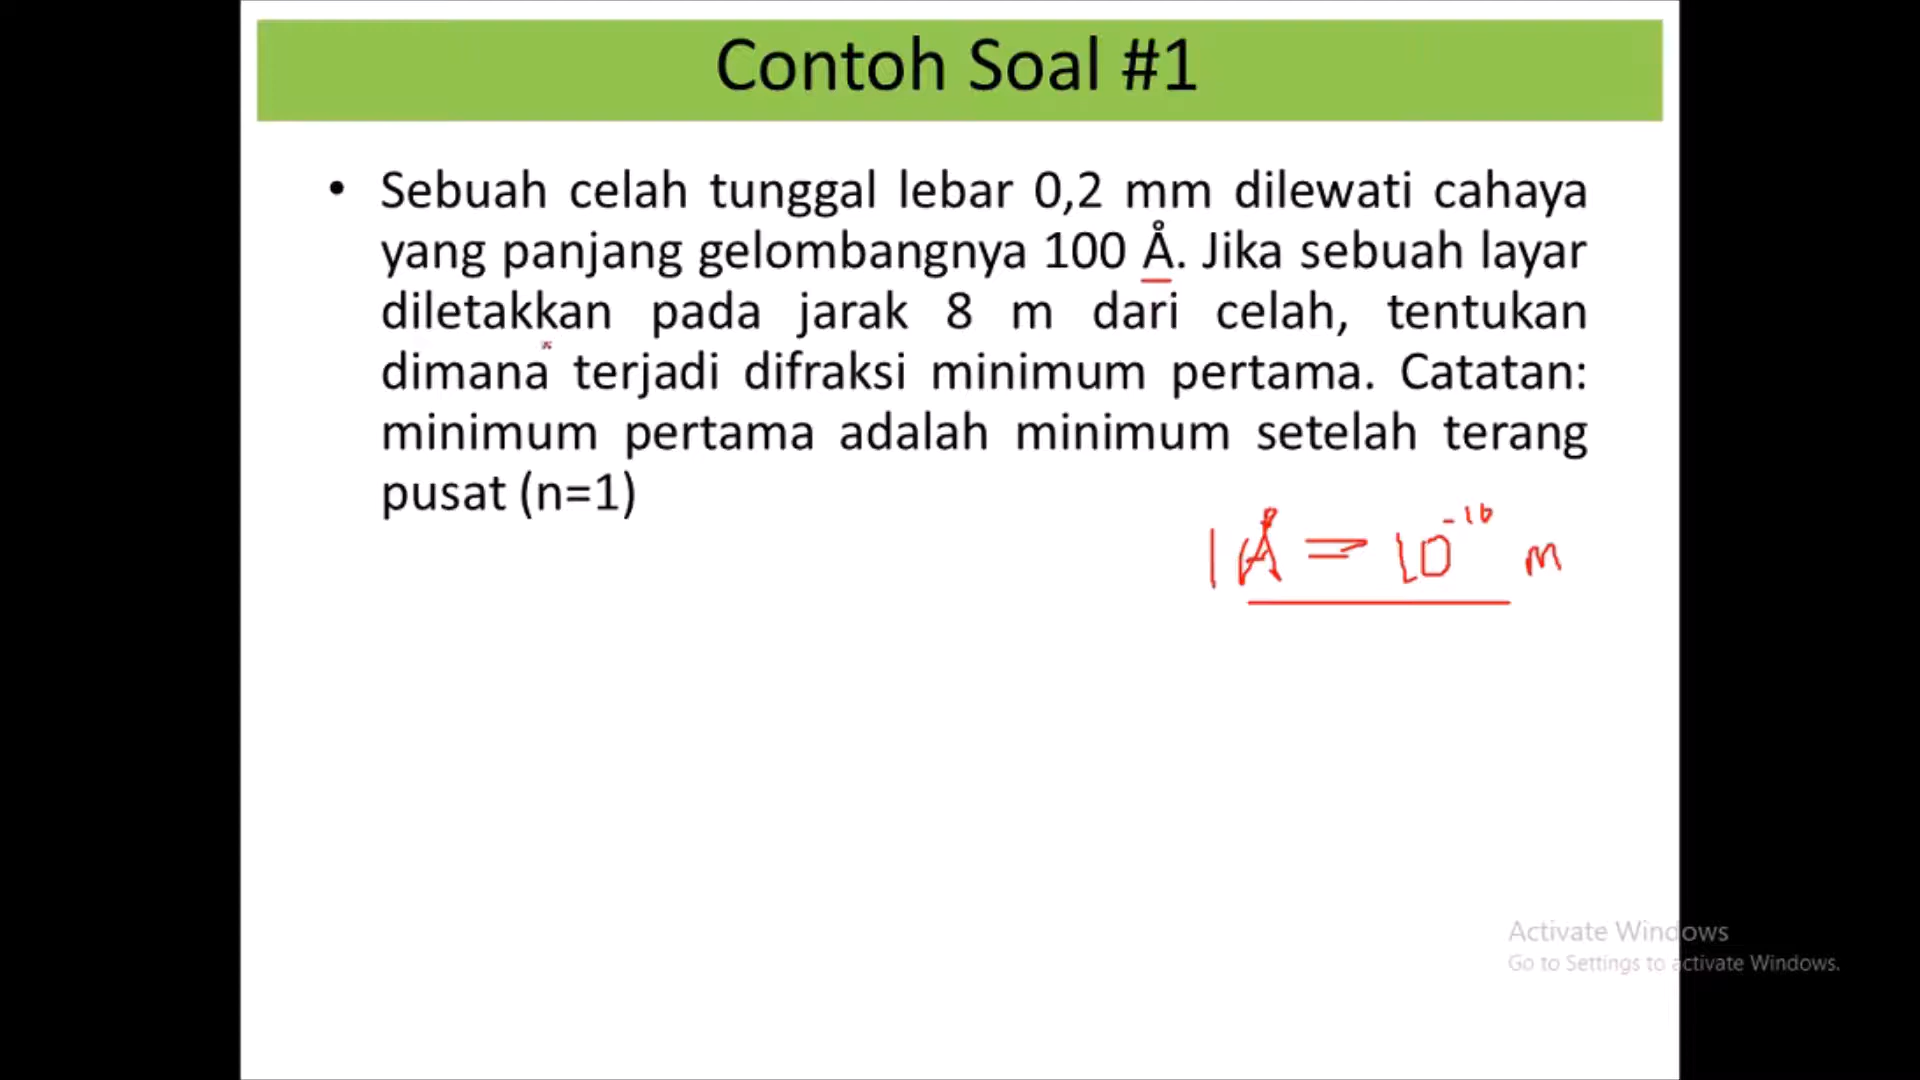 Contoh Soal #1
• Sebuah celah tunggal lebar 0,2 mm dilewati cahaya
yang panjang gelombangnya 100 Å. Jika sebuah layar
diletakkan pada jarak 8 m dari celah, tentukan
dimana terjadi difraksi minimum pertama. Catatan:
minimum pertama adalah minimum setelah terang
pusat (n=1)
1 Å = 10⁻¹⁰ m
Activate Windows
Go to Settings to activate Windows.